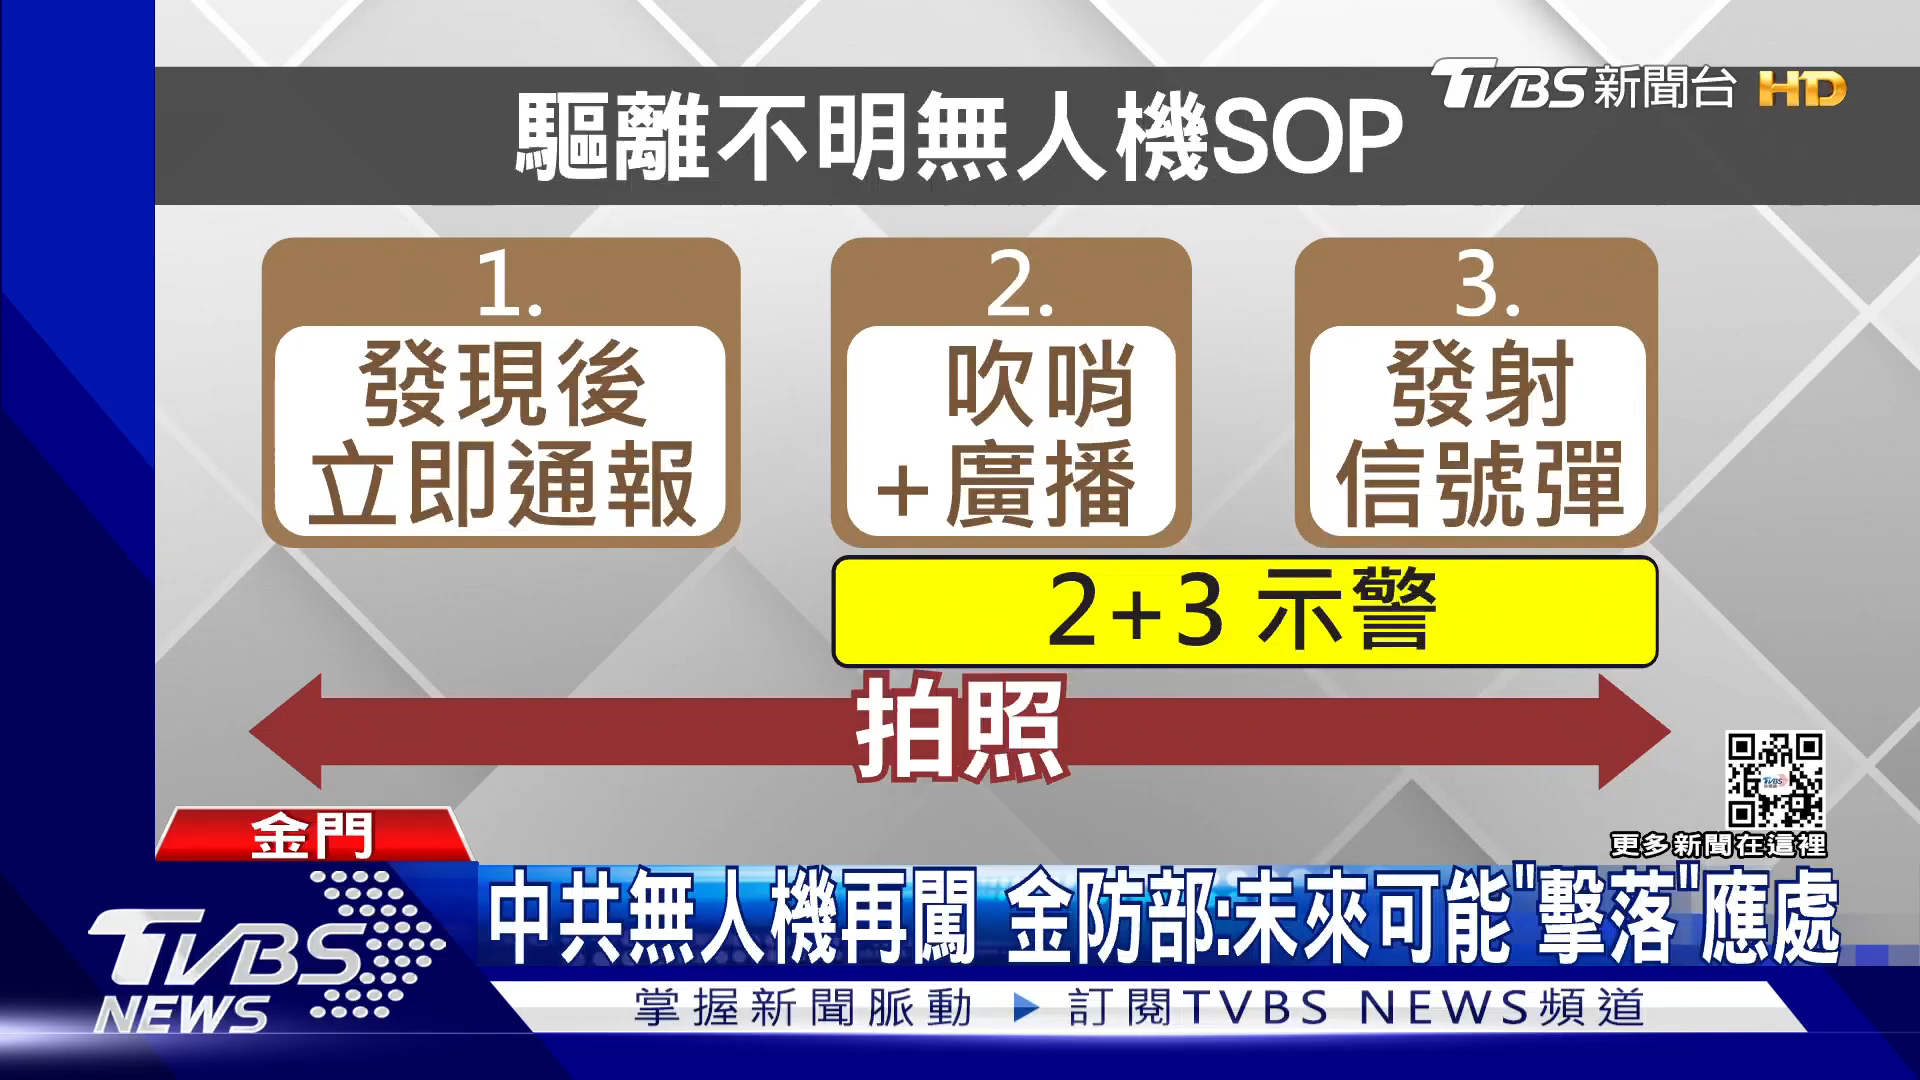 TVBS新聞台 HD
驅離不明無人機SOP
1.
發現後
立即通報
2.
吹哨
+廣播
3.
發射
信號彈
2+3 示警
拍照
TVBS
更多新聞在這裡
金門
中共無人機再闖 金防部:未來可能"擊落"應處
TVBS
NEWS
掌握新聞脈動 ▶ 訂閱TVBS NEWS頻道